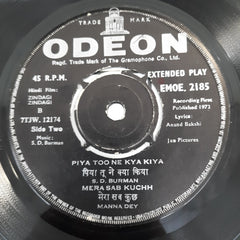 TRADE MARK
ODEON
Regd. Trade Mark of The Gramophone Co., Ltd.
45 R.P.M.
EXTENDED PLAY
EMOE. 2185
Hindi Film
ZINDAGI
ZINDAGI
B
7TJW. 12174
Side Two
Music:
S. D. Burman
Recording First
Published 1972
Lyrics:
Anand Bakshi
Jan Pictures
PIYA TOO NE KYA KIYA
पिया तू ने क्या किया
S. D. BURMAN
MERA SAB KUCHH
मेरा सब कुछ
MANNA DEY